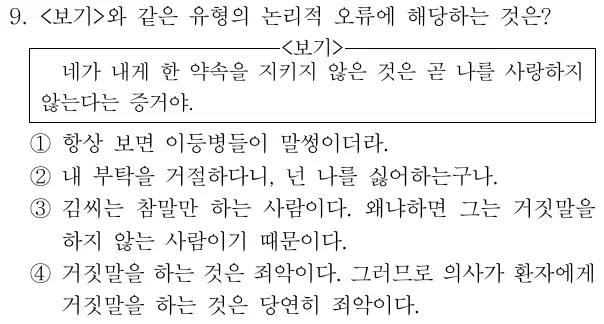 9. <보기>와 같은 유형의 논리적 오류에 해당하는 것은?
<보기>
네가 내게 한 약속을 지키지 않은 것은 곧 나를 사랑하지
않는다는 증거야.
① 항상 보면 이등병들이 말썽이더라.
② 내 부탁을 거절하다니, 넌 나를 싫어하는구나.
③ 김씨는 참말만 하는 사람이다. 왜냐하면 그는 거짓말을
하지 않는 사람이기 때문이다.
④ 거짓말을 하는 것은 죄악이다. 그러므로 의사가 환자에게
거짓말을 하는 것은 당연히 죄악이다.